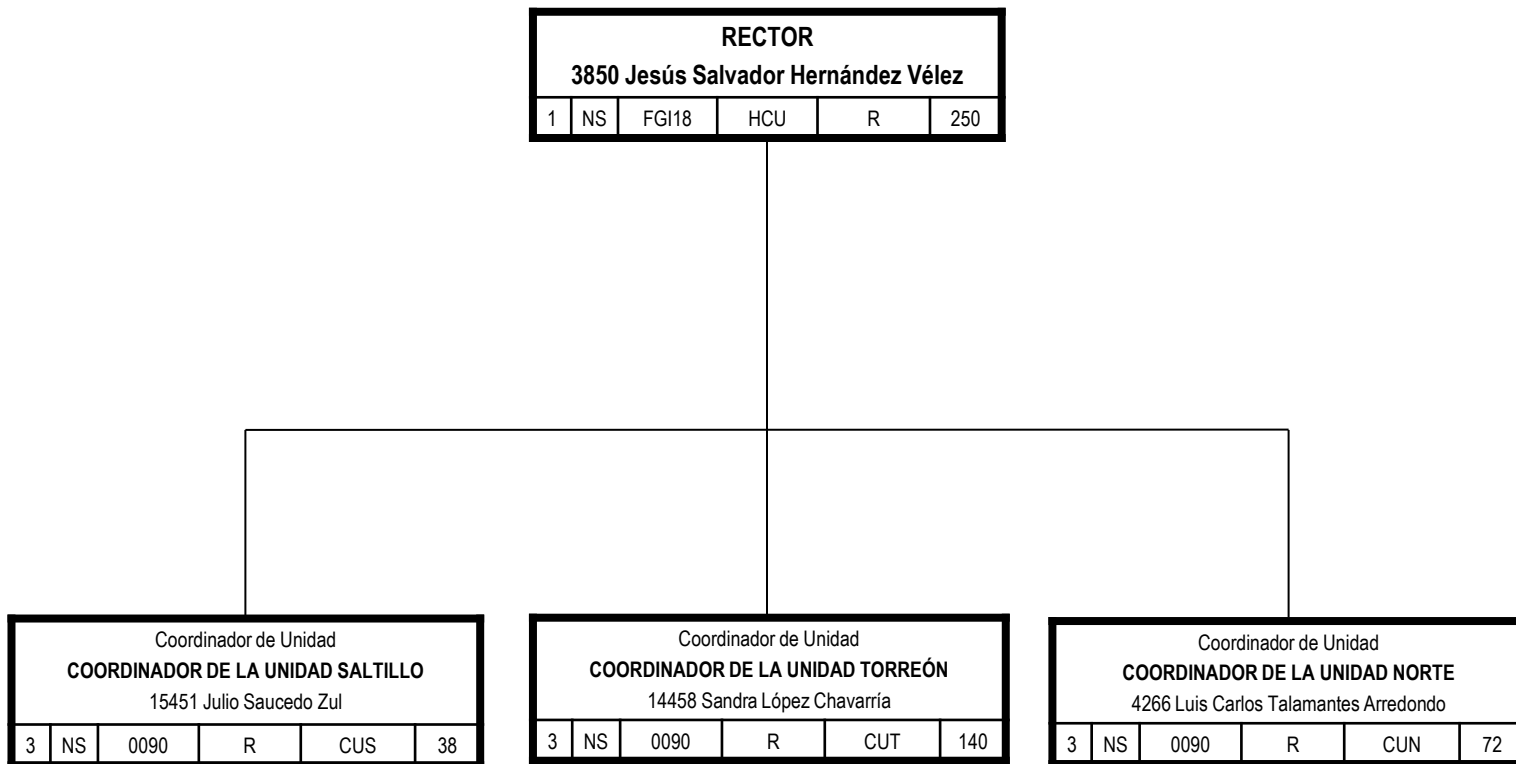 RECTOR
3850 Jesús Salvador Hernández Vélez
1 NS FGI18 HCU R 250
Coordinador de Unidad
COORDINADOR DE LA UNIDAD SALTILLO
15451 Julio Saucedo Zul
3 NS 0090 R CUS 38
Coordinador de Unidad
COORDINADOR DE LA UNIDAD TORREÓN
14458 Sandra López Chavarría
3 NS 0090 R CUT 140
Coordinador de Unidad
COORDINADOR DE LA UNIDAD NORTE
4266 Luis Carlos Talamantes Arredondo
3 NS 0090 R CUN 72